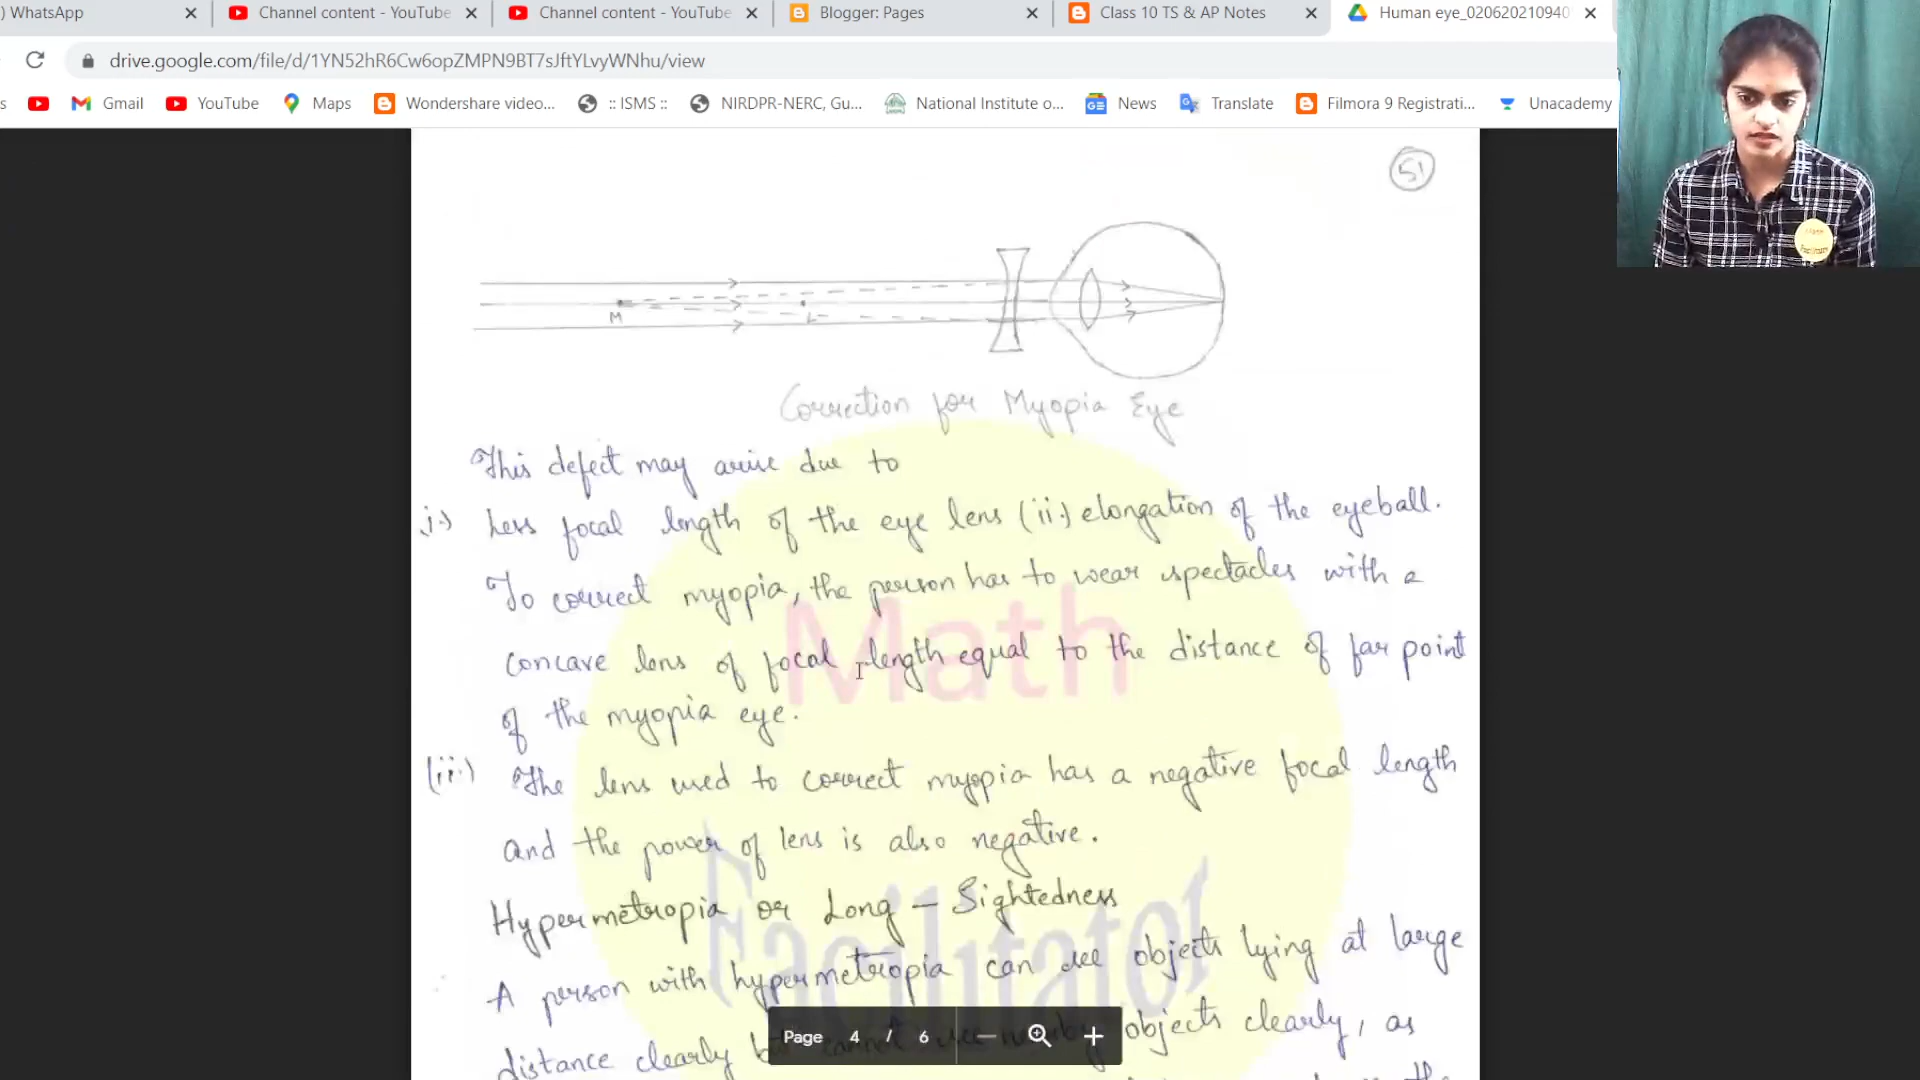 ) WhatsApp
Channel content - YouTube
Channel content - YouTube
Blogger: Pages
Class 10 TS & AP Notes
Human eye_020620210940
drive.google.com/file/d/1YN52hR6Cw6opZMPN9BT7sJftYLvyWNhu/view
s
Gmail
YouTube
Maps
Wondershare video...
:: ISMS ::
NIRDPR-NERC, Gu...
National Institute o...
News
Translate
Filmora 9 Registrati...
Unacademy
51
M
L
Correction for Myopia Eye
This defect may arise due to
i.) Less focal length of the eye lens (ii.) elongation of the eyeball.
To correct myopia, the person has to wear spectacles with a
concave lens of focal length equal to the distance of far point
of the myopia eye.
(ii.) The lens used to correct myopia has a negative focal length
and the power of lens is also negative.
Hypermetropia or Long - Sightedness
A person with hypermetropia can see objects lying at large
distance clearly but cannot see nearby objects clearly, as
the
Math
Facilitator
Page 4 / 6